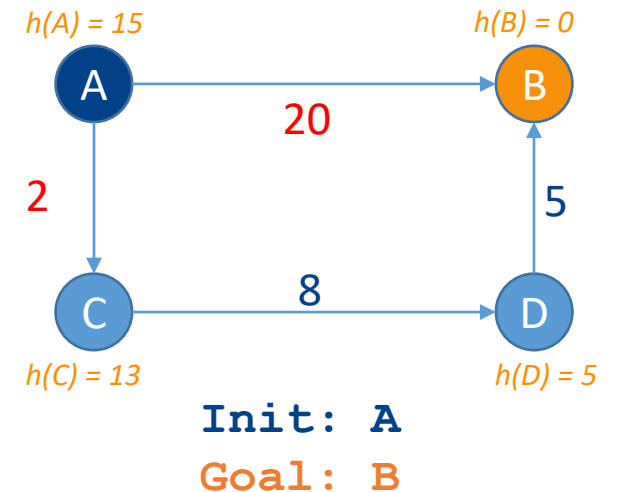 h(A) = 15
h(B) = 0
A
B
20
2
5
8
C
D
h(C) = 13
h(D) = 5
Init: A
Goal: B